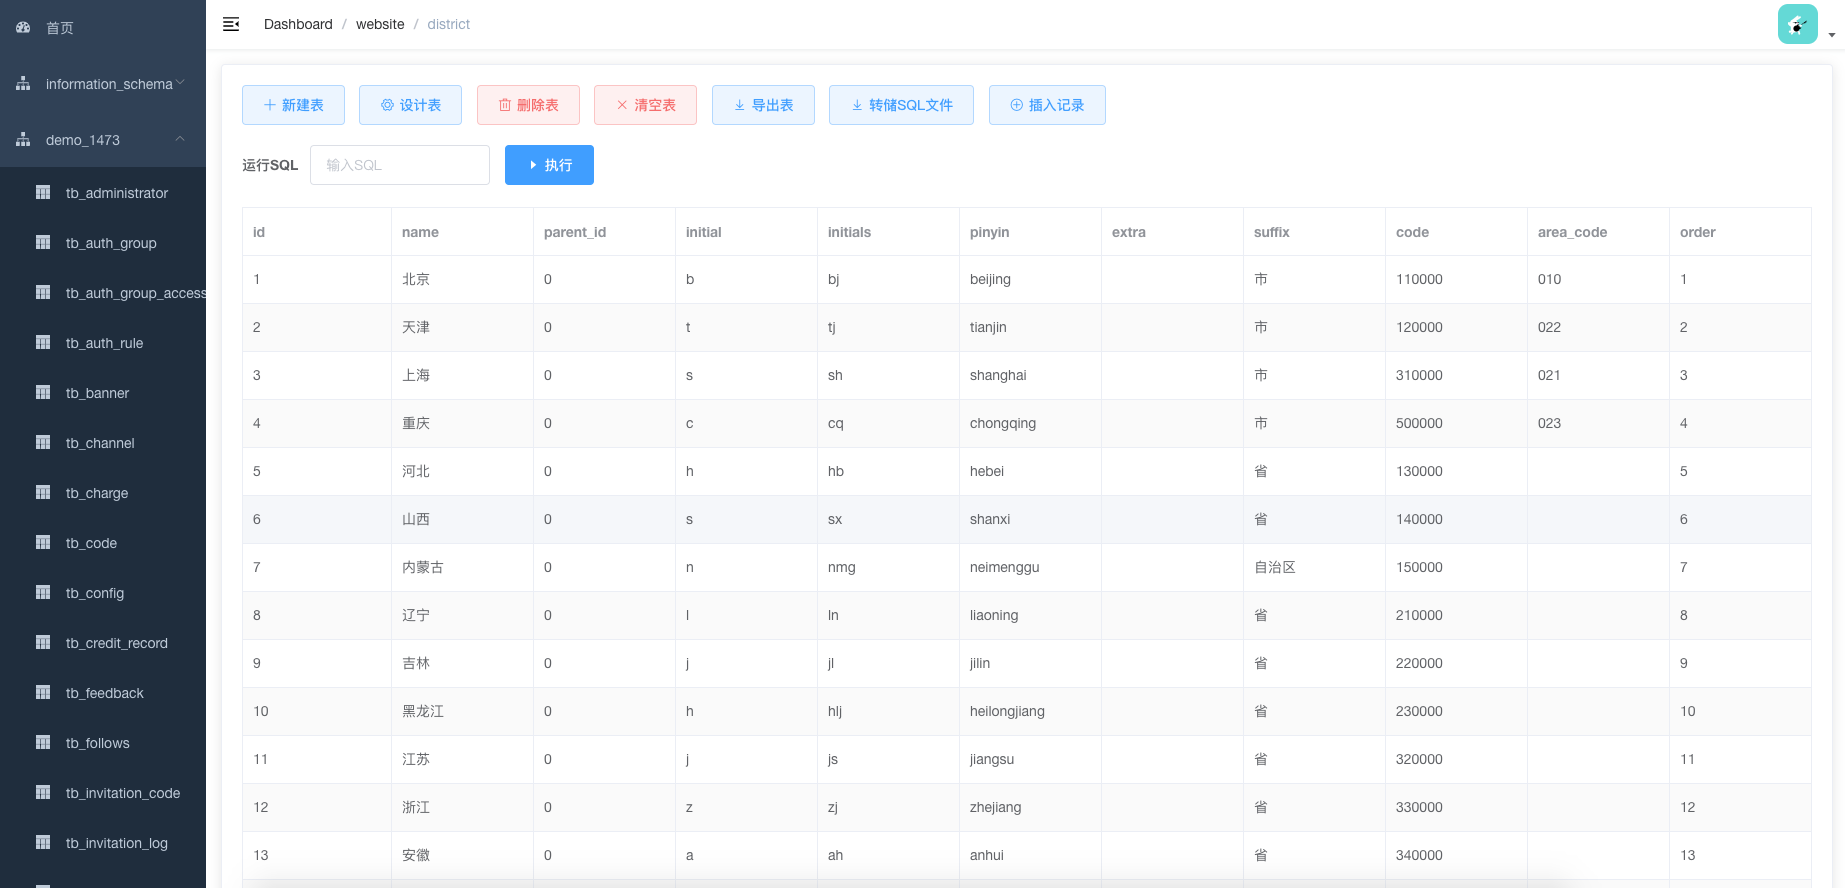 首页
information_schema
demo_1473
tb_administrator
tb_auth_group
tb_auth_group_access
tb_auth_rule
tb_banner
tb_channel
tb_charge
tb_code
tb_config
tb_credit_record
tb_feedback
tb_follows
tb_invitation_code
tb_invitation_log
Dashboard / website / district
新建表 设计表 删除表 清空表 导出表 转储SQL文件 插入记录
运行SQL 输入SQL 执行
id name parent_id initial initials pinyin extra suffix code area_code order
1 北京 0 b bj beijing 市 110000 010 1
2 天津 0 t tj tianjin 市 120000 022 2
3 上海 0 s sh shanghai 市 310000 021 3
4 重庆 0 c cq chongqing 市 500000 023 4
5 河北 0 h hb hebei 省 130000 5
6 山西 0 s sx shanxi 省 140000 6
7 内蒙古 0 n nmg neimenggu 自治区 150000 7
8 辽宁 0 l ln liaoning 省 210000 8
9 吉林 0 j jl jilin 省 220000 9
10 黑龙江 0 h hlj heilongjiang 省 230000 10
11 江苏 0 j js jiangsu 省 320000 11
12 浙江 0 z zj zhejiang 省 330000 12
13 安徽 0 a ah anhui 省 340000 13